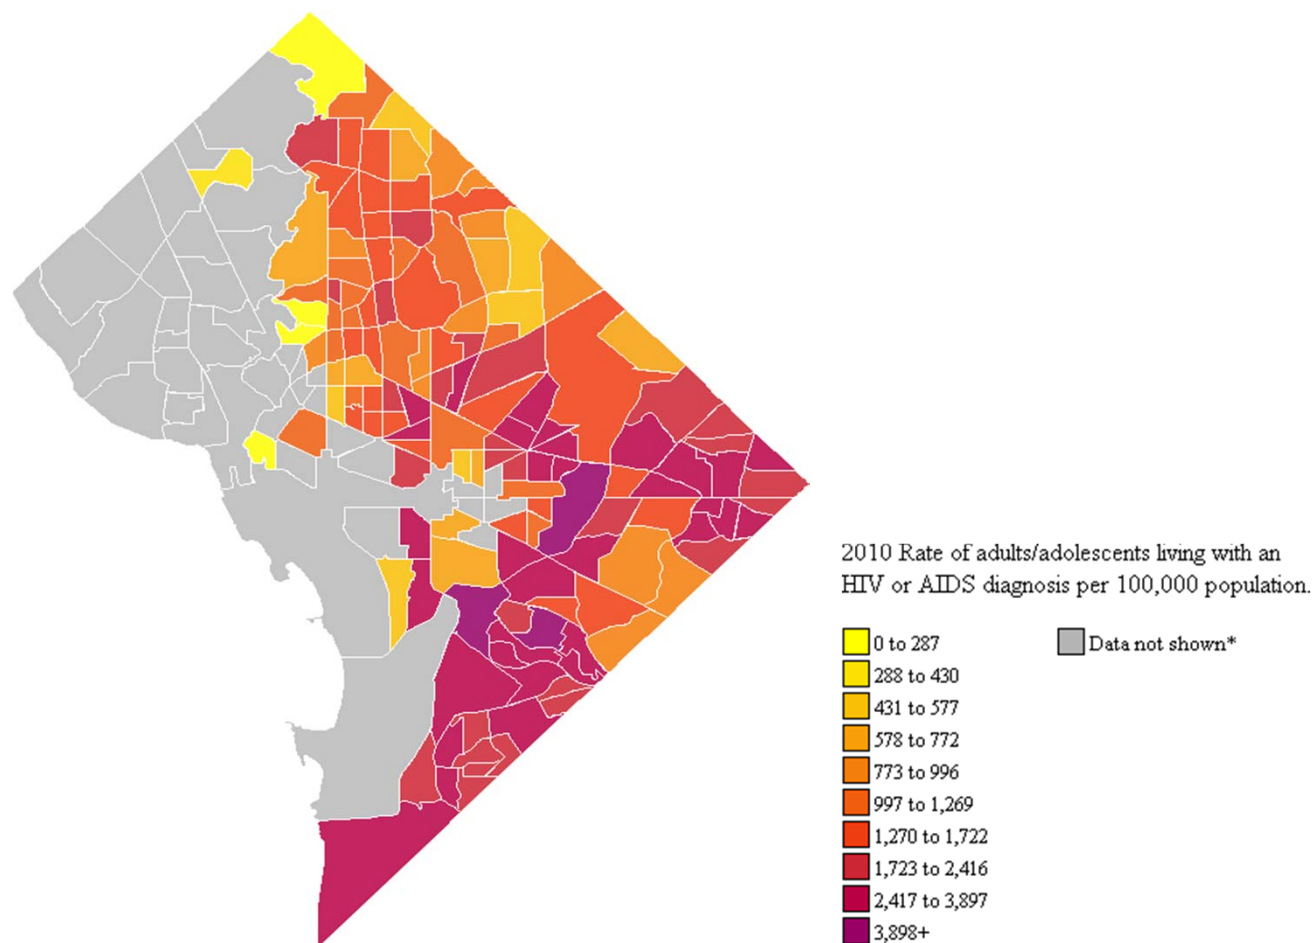 2010 Rate of adults/adolescents living with an
HIV or AIDS diagnosis per 100,000 population.
0 to 287
Data not shown*
288 to 430
431 to 577
578 to 772
773 to 996
997 to 1,269
1,270 to 1,722
1,723 to 2,416
2,417 to 3,897
3,898+